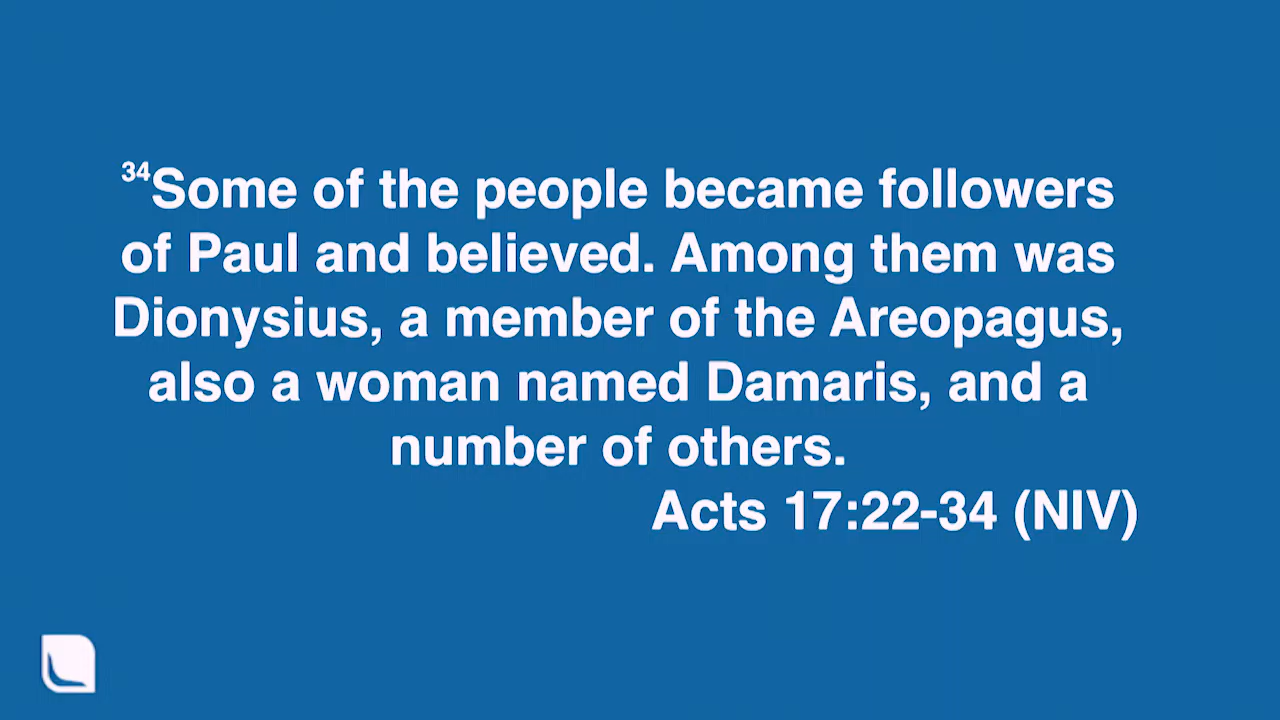 34Some of the people became followers
of Paul and believed. Among them was
Dionysius, a member of the Areopagus,
also a woman named Damaris, and a
number of others.
Acts 17:22-34 (NIV)